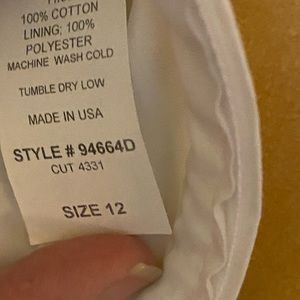 100% COTTON
LINING; 100%
POLYESTER
MACHINE WASH COLD
TUMBLE DRY LOW
MADE IN USA
STYLE # 94664D
CUT 4331
SIZE 12